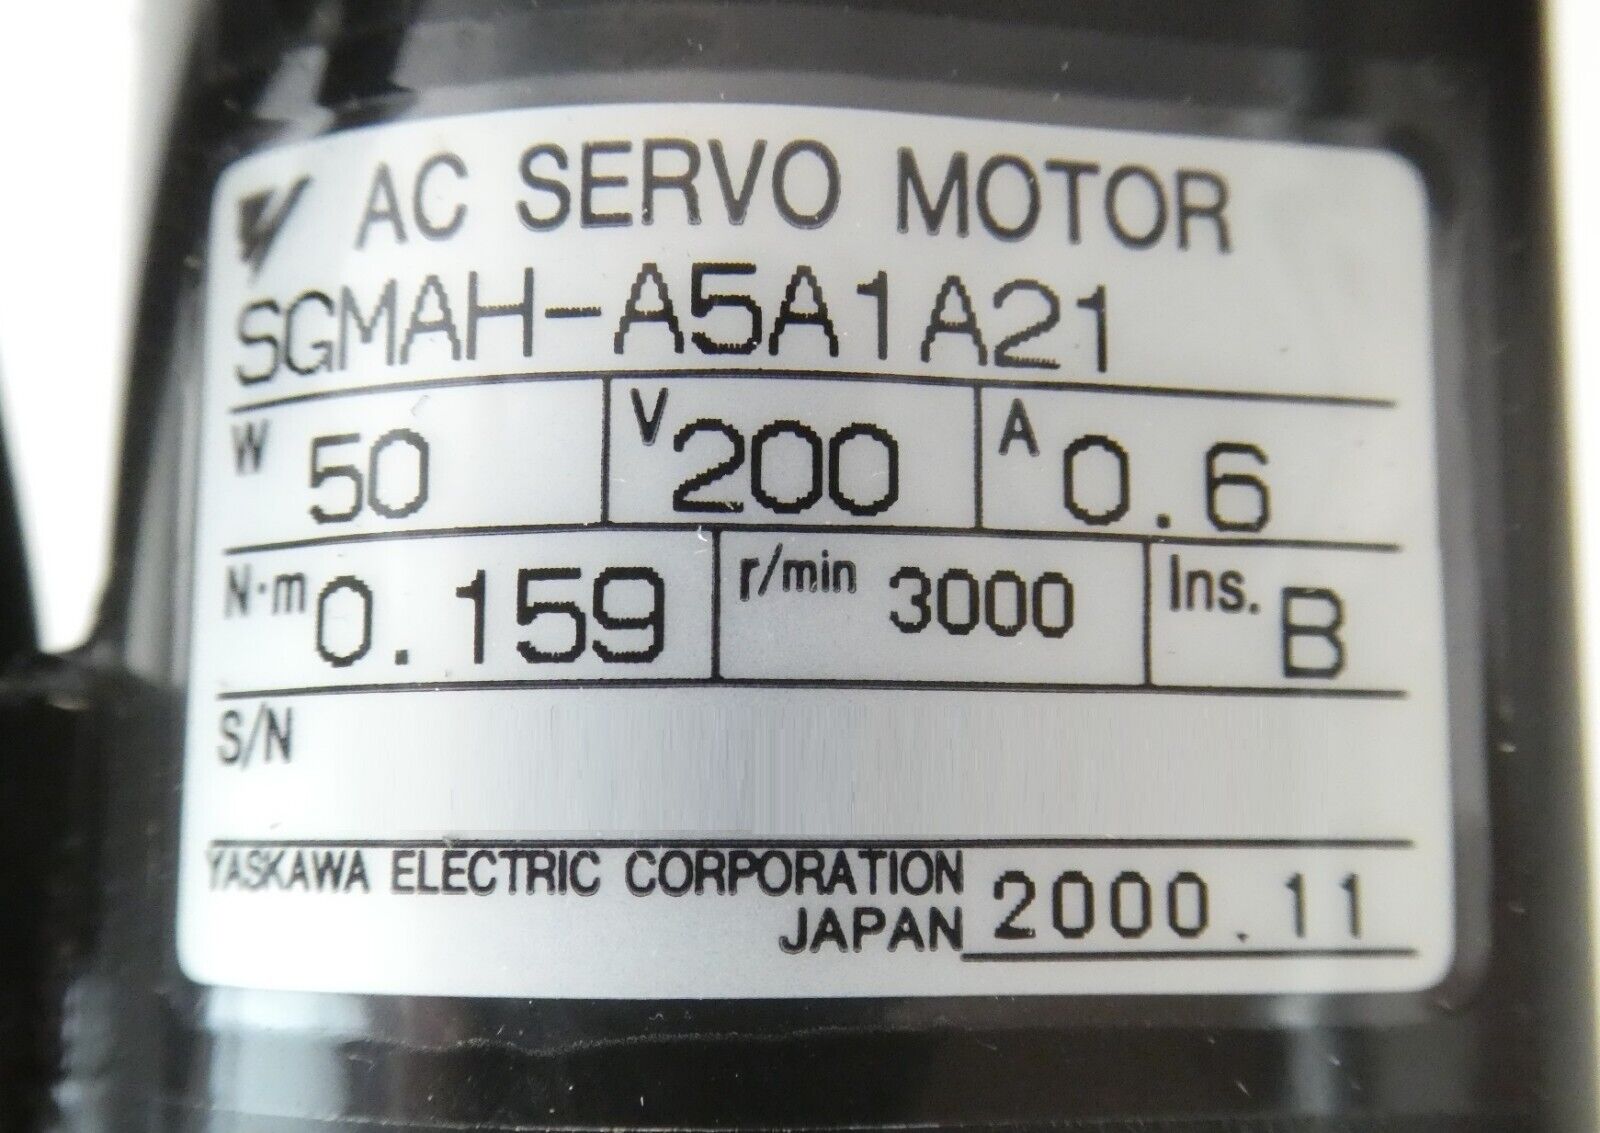 AC SERVO MOTOR
SGMAH-A5A1A21
W 50 V 200 A 0.6
N·m 0.159 r/min 3000 Ins. B
S/N
YASKAWA ELECTRIC CORPORATION
JAPAN 2000.11